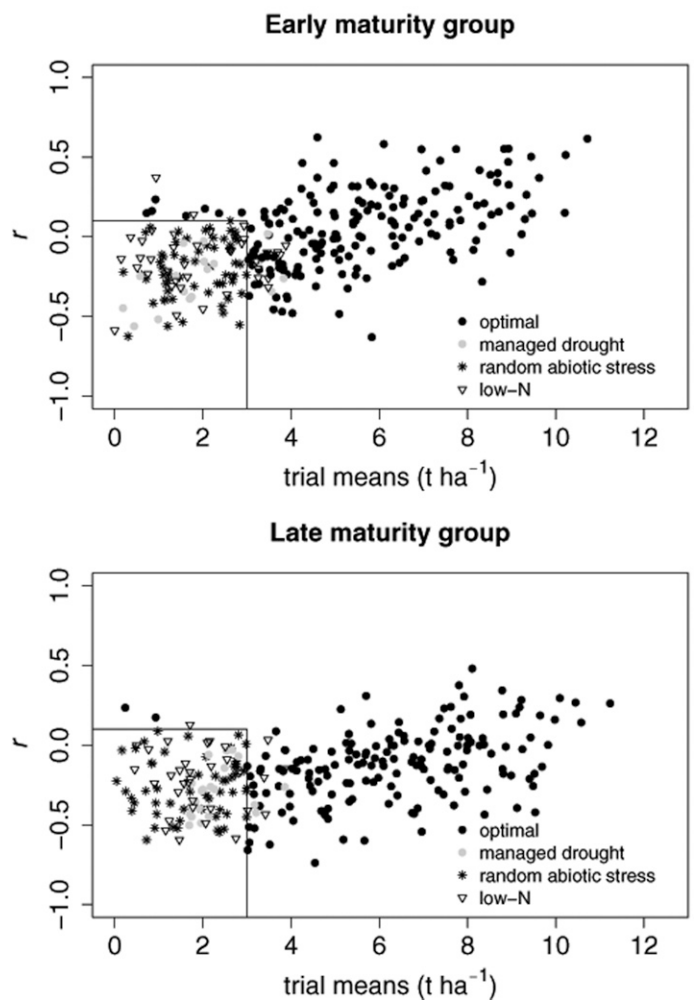 Early maturity group
1.0
0.5
0.0
−0.5
−1.0
r
optimal
managed drought
random abiotic stress
low−N
0 2 4 6 8 10 12
trial means (t ha⁻¹)
Late maturity group
1.0
0.5
0.0
−0.5
−1.0
r
optimal
managed drought
random abiotic stress
low−N
0 2 4 6 8 10 12
trial means (t ha⁻¹)